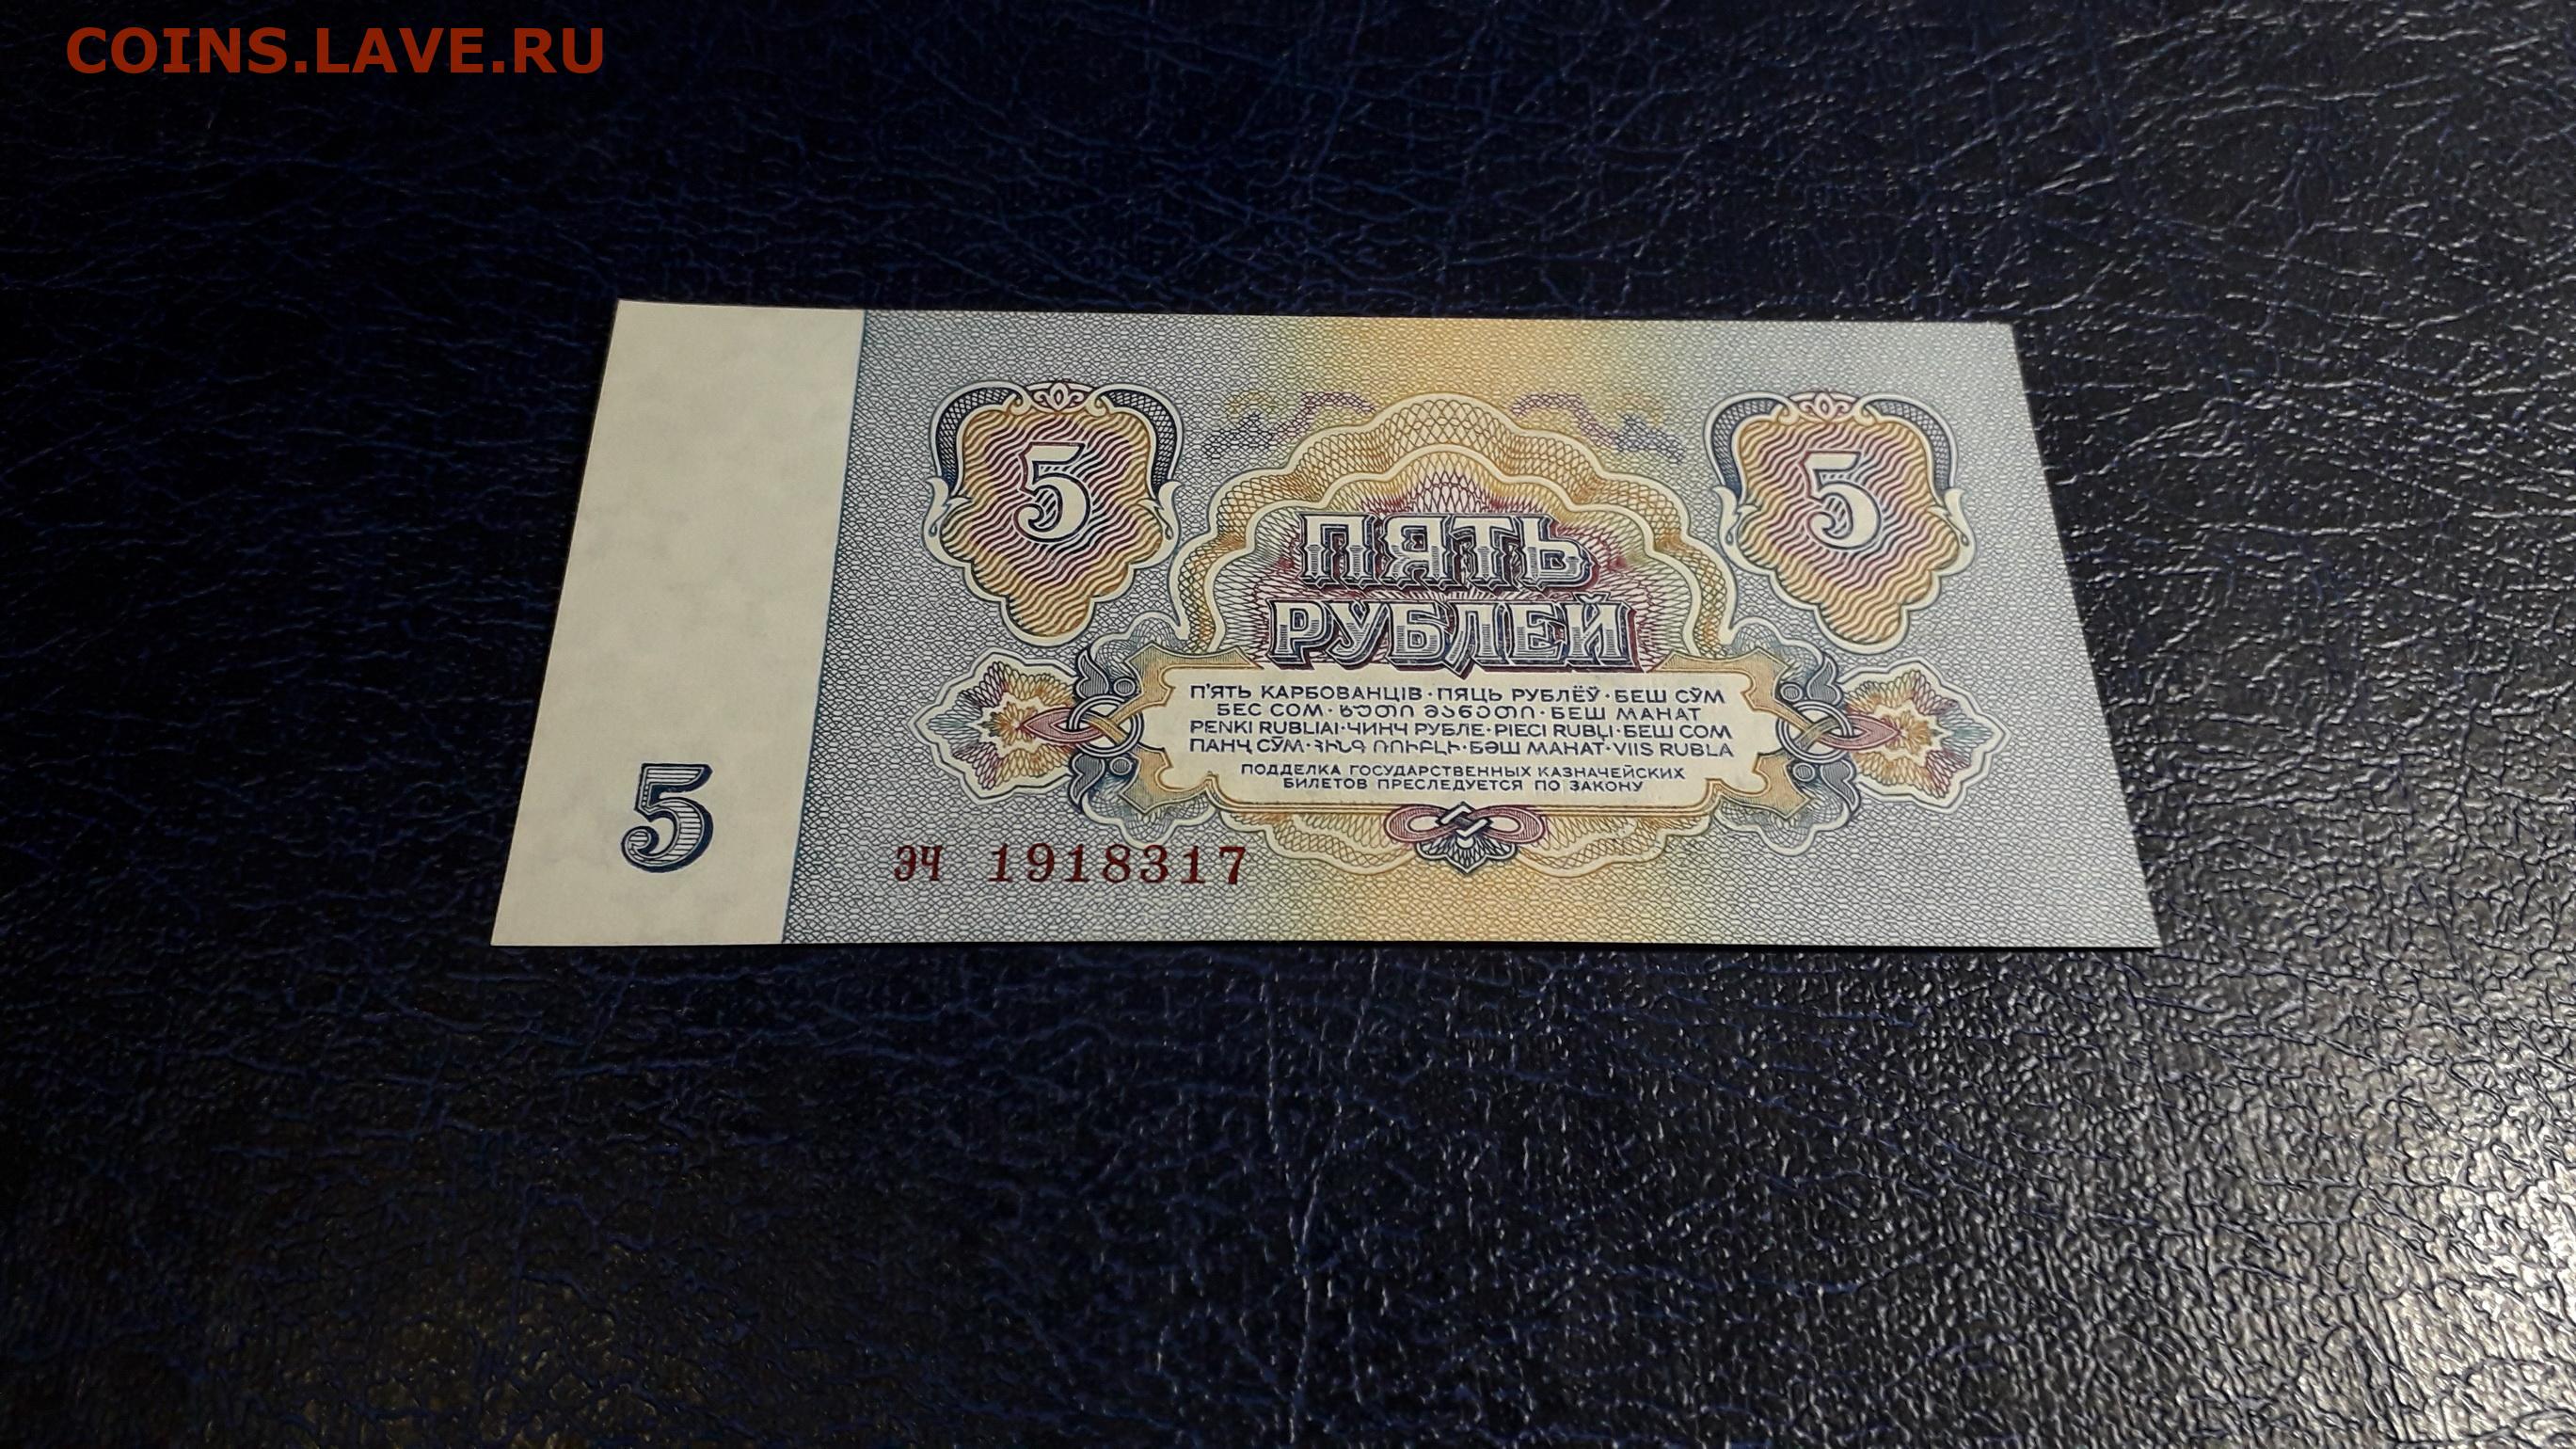 COINS.LAVE.RU
5
5
ПЯТЬ
РУБЛЕЙ
П'ЯТЬ КАРБОВАНЦІВ · ПЯЦЬ РУБЛЁЎ · БЕШ СЎМ
БЕС СОМ · ხუთი მანეთი · БЕШ МАНАТ
PENKI RUBLIAI · ЧИНЧ РУБЛЕ · PIECI RUBĻI · БЕШ СОМ
ПАНҶ СӮМ · ՀԻՆԳ ՌՈՒԲԼԻ · БӘШ МАНАТ · VIIS RUBLA
ПОДДЕЛКА ГОСУДАРСТВЕННЫХ КАЗНАЧЕЙСКИХ
БИЛЕТОВ ПРЕСЛЕДУЕТСЯ ПО ЗАКОНУ
5
ЭЧ 1918317